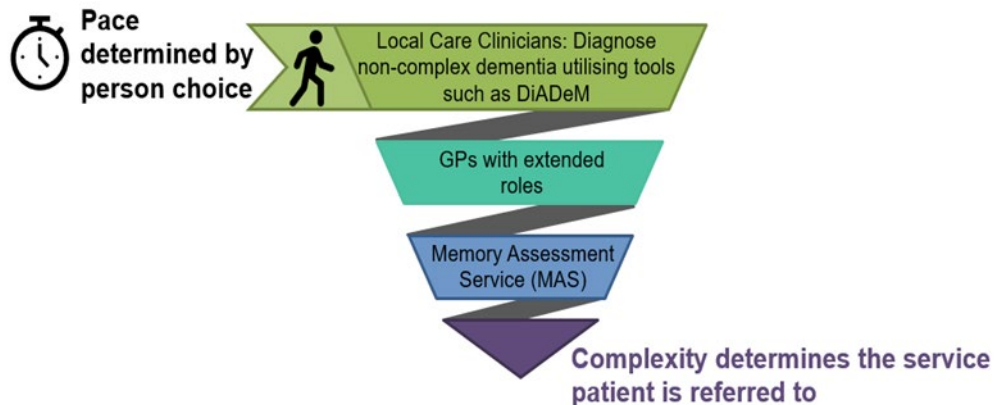 Pace
determined by
person choice
Local Care Clinicians: Diagnose
non-complex dementia utilising tools
such as DiADeM
GPs with extended
roles
Memory Assessment
Service (MAS)
Complexity determines the service
patient is referred to